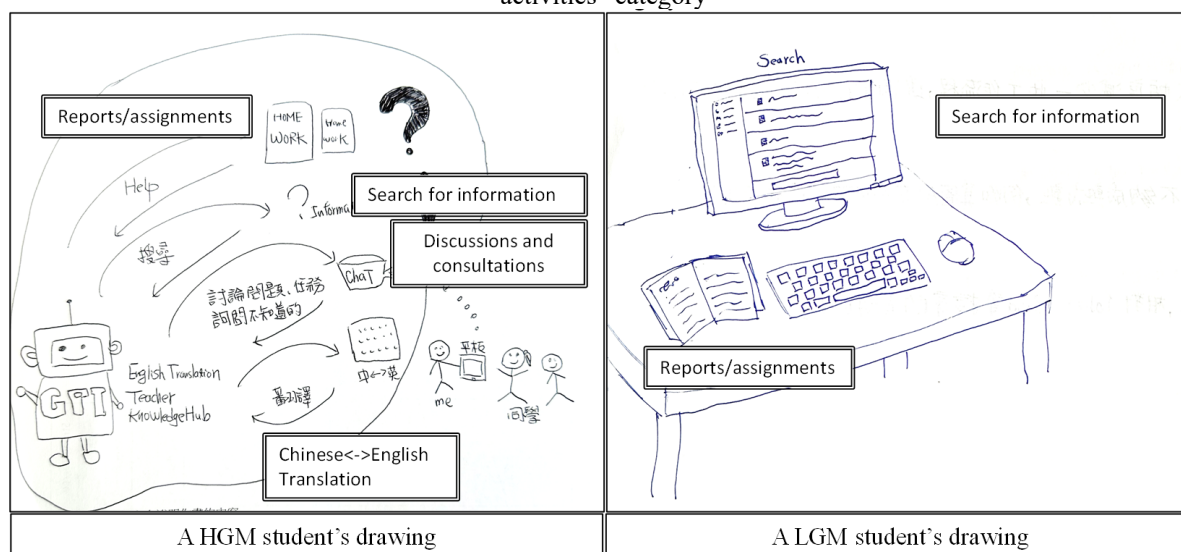 activities" category
Reports/assignments
HOME
WORK
Home
work
?
Help
?
Informa
Search for information
搜尋
Discussions and
consultations
ChaT
討論問題、任務
詢問不知道的
GPT
English Translation
Teacher
KnowledgeHub
中<->英
翻譯
平板
me
同學
Chinese<->English
Translation
A HGM student's drawing
Search
Search for information
Reports/assignments
A LGM student's drawing